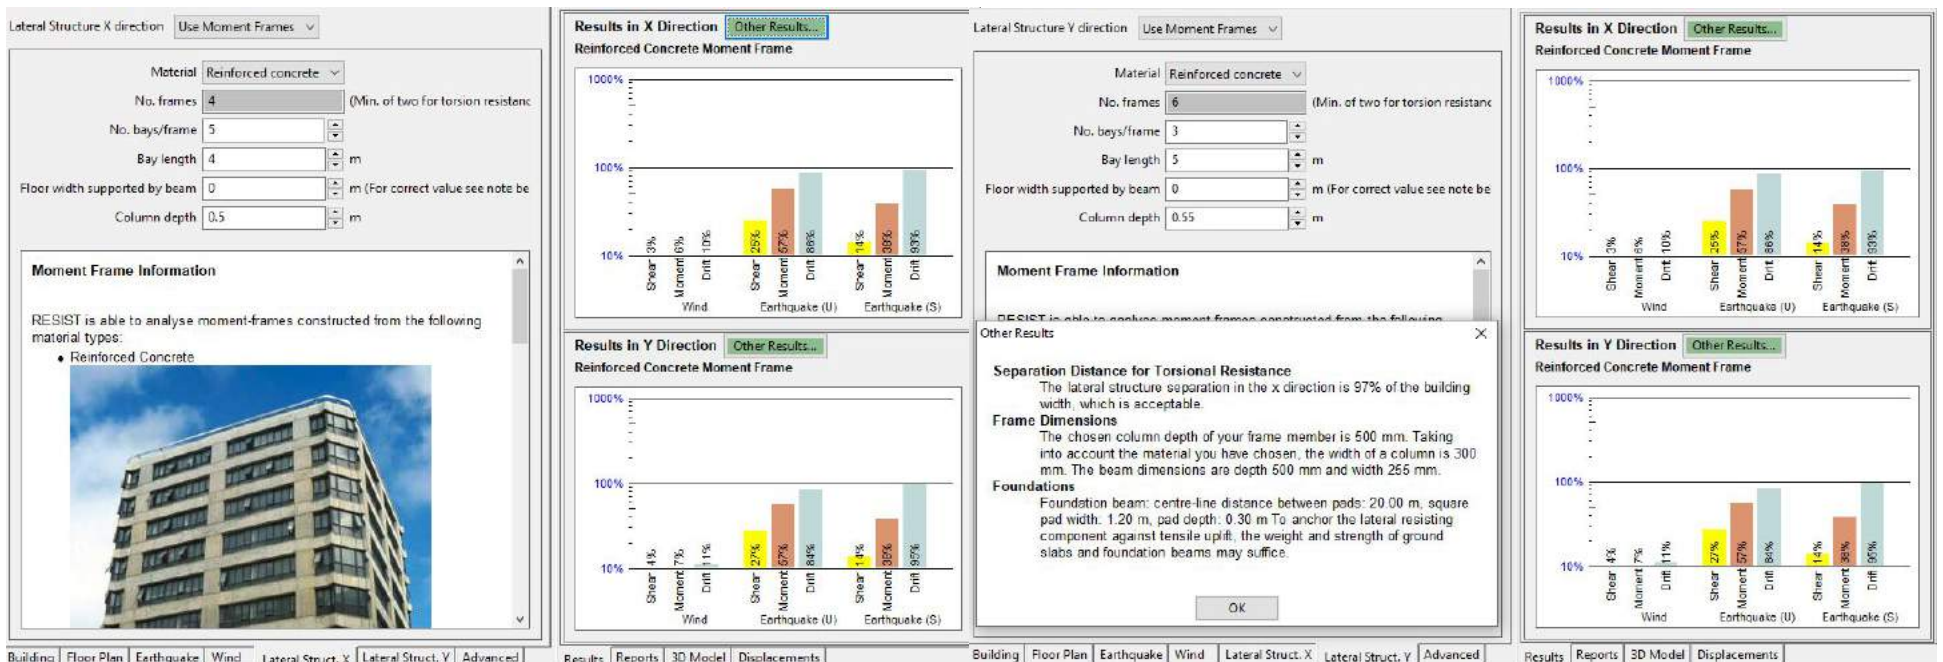 Lateral Structure X direction Use Moment Frames
Material Reinforced concrete
No. frames 4 (Min. of two for torsion resistanc
No. bays/frame 5
Bay length 4 m
Floor width supported by beam 0 m (For correct value see note be
Column depth 0.5 m
Moment Frame Information
RESIST is able to analyse moment-frames constructed from the following
material types:
• Reinforced Concrete
Building Floor Plan Earthquake Wind Lateral Struct. X Lateral Struct. Y Advanced
Results in X Direction Other Results...
Reinforced Concrete Moment Frame
1000%
100%
10%
3% 6% 10% 25% 57% 86% 14% 38% 93%
Shear Moment Drift Shear Moment Drift Shear Moment Drift
Wind Earthquake (U) Earthquake (S)
Results in Y Direction Other Results...
Reinforced Concrete Moment Frame
1000%
100%
10%
4% 7% 11% 27% 57% 84% 14% 38% 95%
Shear Moment Drift Shear Moment Drift Shear Moment Drift
Wind Earthquake (U) Earthquake (S)
Results Reports 3D Model Displacements
Lateral Structure Y direction Use Moment Frames
Material Reinforced concrete
No. frames 6 (Min. of two for torsion resistanc
No. bays/frame 3
Bay length 5 m
Floor width supported by beam 0 m (For correct value see note be
Column depth 0.55 m
Moment Frame Information
RESIST is able to analyse moment-frames constructed from the following
Other Results
Separation Distance for Torsional Resistance
The lateral structure separation in the x direction is 97% of the building
width, which is acceptable.
Frame Dimensions
The chosen column depth of your frame member is 500 mm. Taking
into account the material you have chosen, the width of a column is 300
mm. The beam dimensions are depth 500 mm and width 255 mm.
Foundations
Foundation beam: centre-line distance between pads: 20.00 m, square
pad width: 1.20 m, pad depth: 0.30 m To anchor the lateral resisting
component against tensile uplift, the weight and strength of ground
slabs and foundation beams may suffice.
OK
Building Floor Plan Earthquake Wind Lateral Struct. X Lateral Struct. Y Advanced
Results in X Direction Other Results...
Reinforced Concrete Moment Frame
1000%
100%
10%
3% 6% 10% 25% 57% 86% 14% 38% 93%
Shear Moment Drift Shear Moment Drift Shear Moment Drift
Wind Earthquake (U) Earthquake (S)
Results in Y Direction Other Results...
Reinforced Concrete Moment Frame
1000%
100%
10%
4% 7% 11% 27% 57% 84% 14% 38% 95%
Shear Moment Drift Shear Moment Drift Shear Moment Drift
Wind Earthquake (U) Earthquake (S)
Results Reports 3D Model Displacements